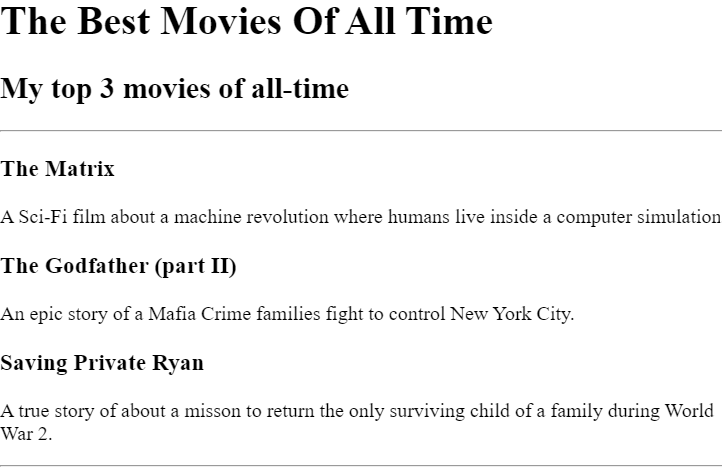 The Best Movies Of All Time
My top 3 movies of all-time
The Matrix
A Sci-Fi film about a machine revolution where humans live inside a computer simulation
The Godfather (part II)
An epic story of a Mafia Crime families fight to control New York City.
Saving Private Ryan
A true story of about a misson to return the only surviving child of a family during World
War 2.